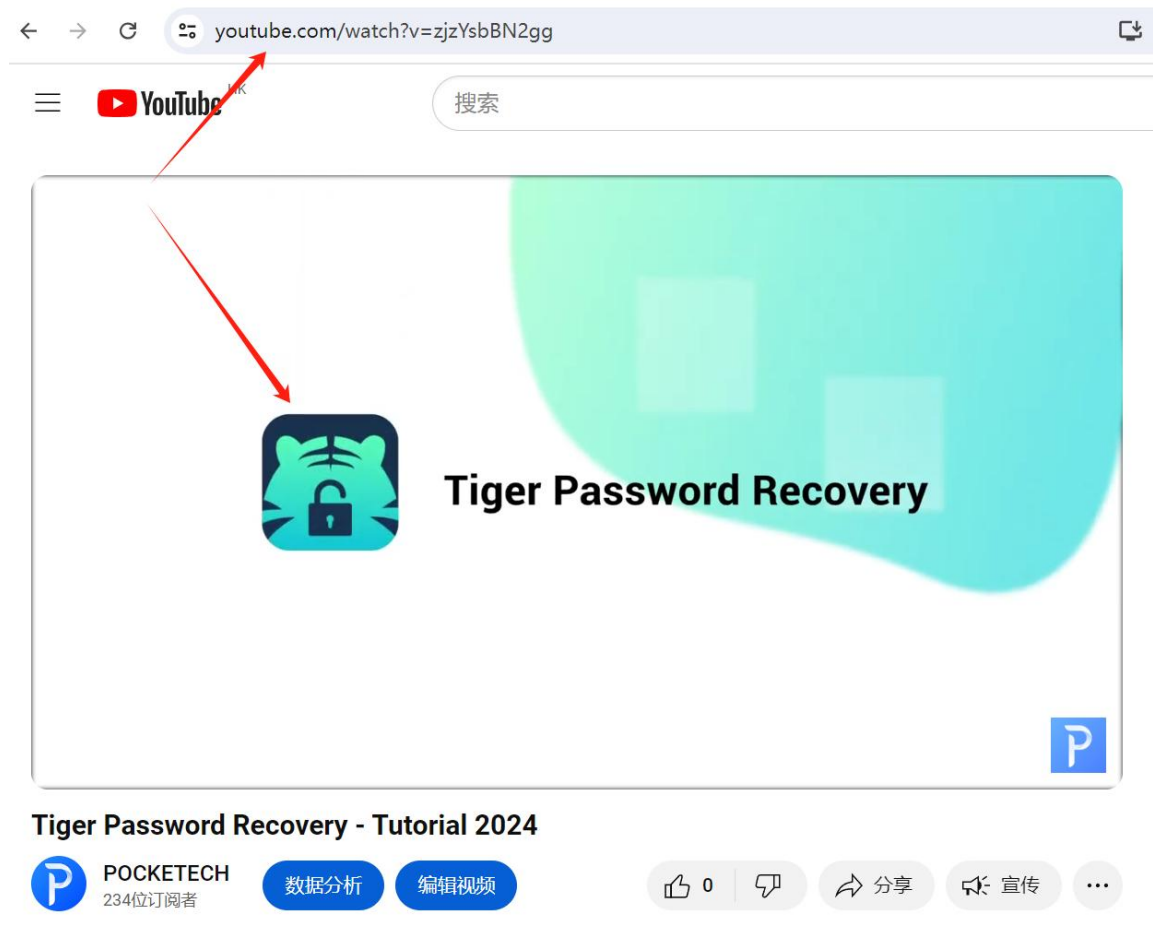 youtube.com/watch?v=zjzYsbBN2gg
YouTube HK
搜索
Tiger Password Recovery
Tiger Password Recovery - Tutorial 2024
POCKETECH
234位订阅者
数据分析
编辑视频
0
分享
宣传